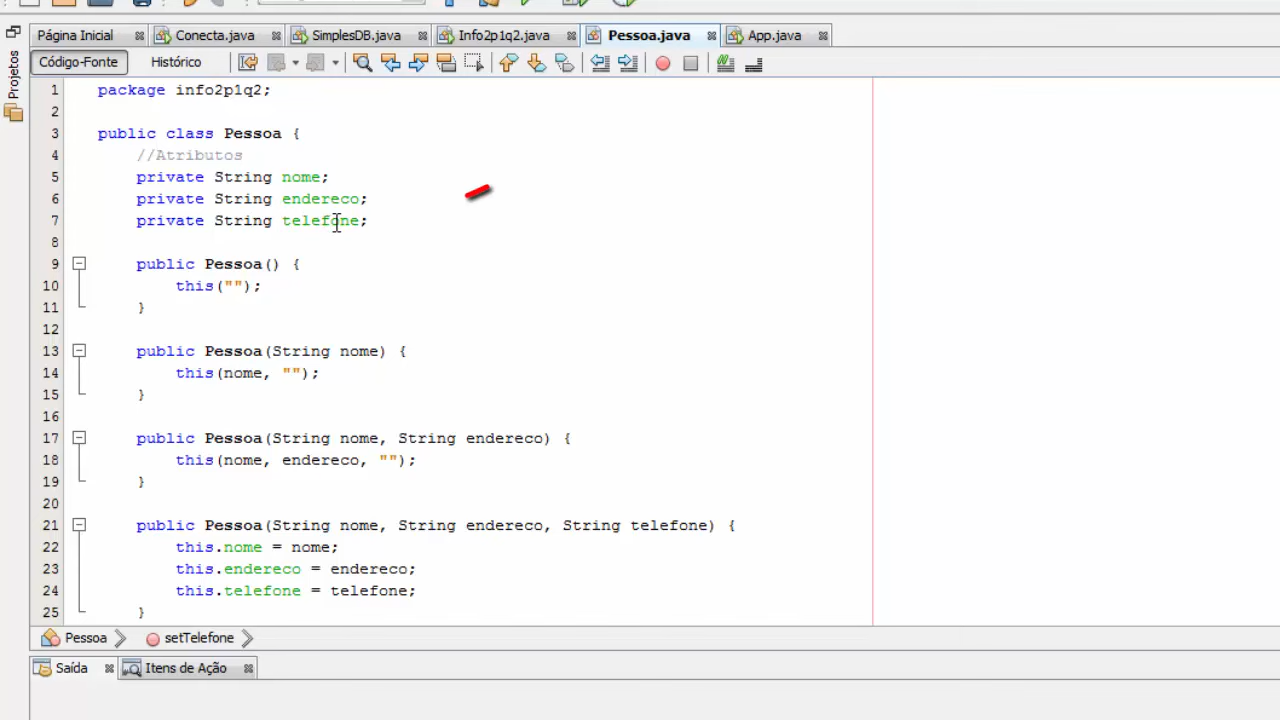 Página Inicial Conecta.java SimplesDB.java Info2p1q2.java Pessoa.java App.java
Projetos
Código-Fonte Histórico
1 package info2p1q2;
2
3 public class Pessoa {
4 //Atributos
5 private String nome;
6 private String endereco;
7 private String telefone;
8
9 public Pessoa() {
10 this("");
11 }
12
13 public Pessoa(String nome) {
14 this(nome, "");
15 }
16
17 public Pessoa(String nome, String endereco) {
18 this(nome, endereco, "");
19 }
20
21 public Pessoa(String nome, String endereco, String telefone) {
22 this.nome = nome;
23 this.endereco = endereco;
24 this.telefone = telefone;
25 }
Pessoa setTelefone
Saída Itens de Ação